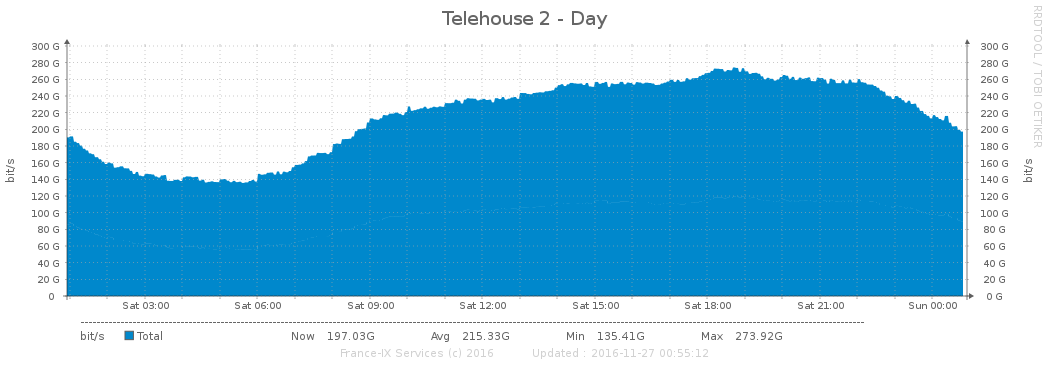 Telehouse 2 - Day
RRDTOOL / TOBI OETIKER
bit/s
300 G 300 G
280 G 280 G
260 G 260 G
240 G 240 G
220 G 220 G
200 G 200 G
180 G 180 G
160 G 160 G
140 G 140 G
120 G 120 G
100 G 100 G
80 G 80 G
60 G 60 G
40 G 40 G
20 G 20 G
0 0 G
bit/s
Sat 03:00 Sat 06:00 Sat 09:00 Sat 12:00 Sat 15:00 Sat 18:00 Sat 21:00 Sun 00:00
bit/s Total Now 197.03G Avg 215.33G Min 135.41G Max 273.92G
France-IX Services (c) 2016 Updated : 2016-11-27 00:55:12